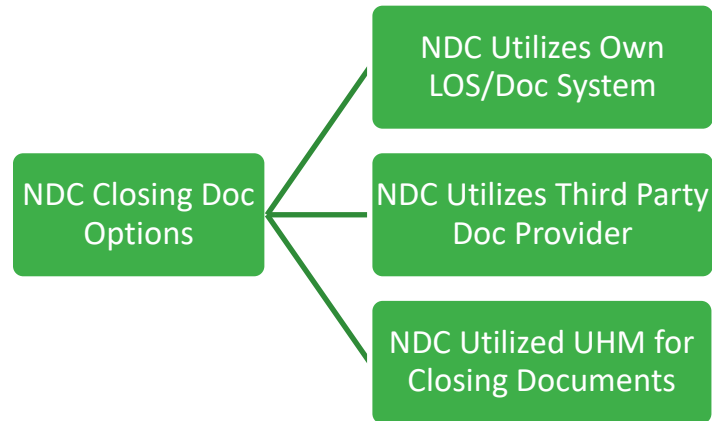 NDC Utilizes Own
LOS/Doc System
NDC Closing Doc
Options
NDC Utilizes Third Party
Doc Provider
NDC Utilized UHM for
Closing Documents